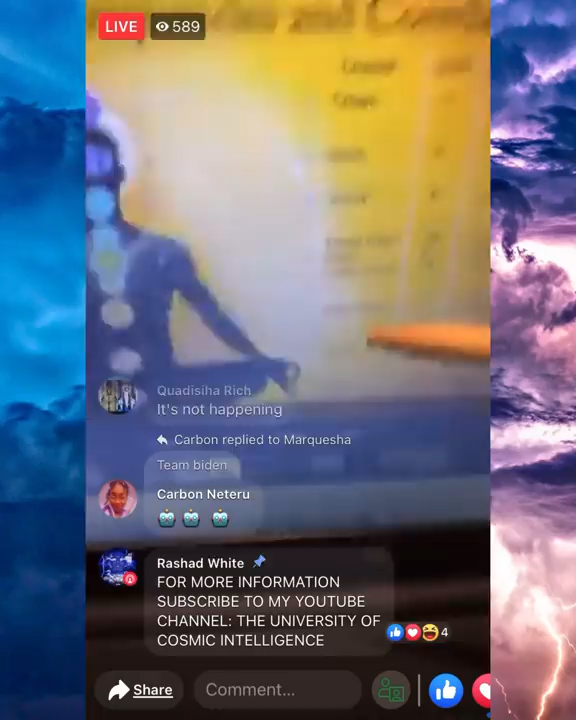 LIVE
589
Quadisiha Rich
It's not happening
Carbon replied to Marquesha
Team biden
Carbon Neteru
Rashad White
FOR MORE INFORMATION
SUBSCRIBE TO MY YOUTUBE
CHANNEL: THE UNIVERSITY OF
COSMIC INTELLIGENCE
4
Share
Comment...